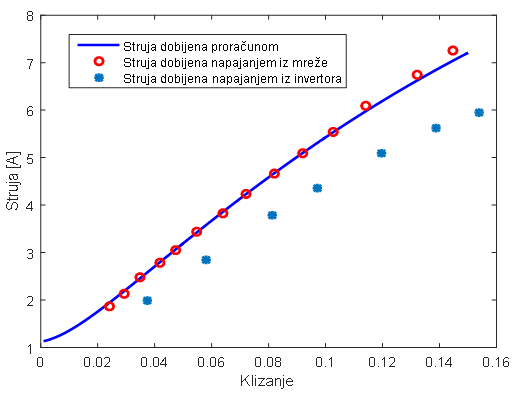 8
7
6
5
4
3
2
1
Struja [A]
Struja dobijena proračunom
Struja dobijena napajanjem iz mreže
Struja dobijena napajanjem iz invertora
0 0.02 0.04 0.06 0.08 0.1 0.12 0.14 0.16
Klizanje